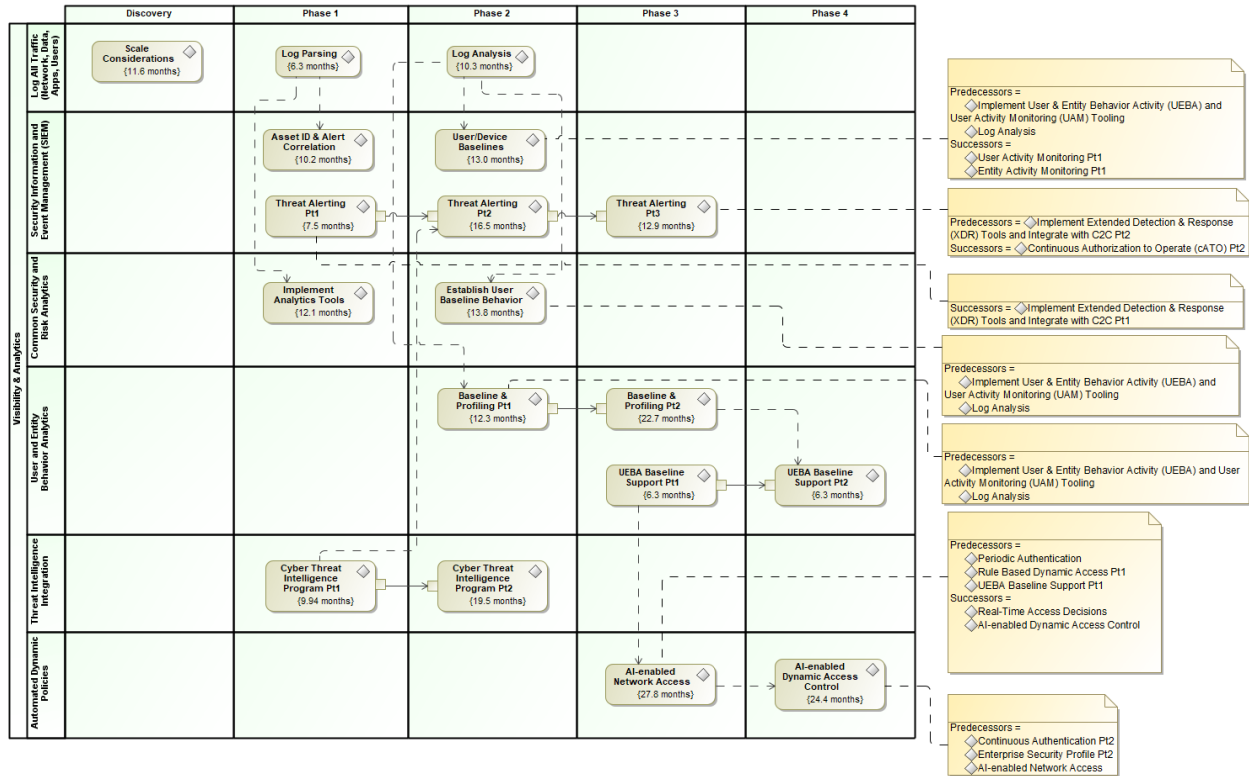 Discovery
Phase 1
Phase 2
Phase 3
Phase 4
Visibility & Analytics
Log All Traffic
(Network, Data,
Apps, Users)
Scale
Considerations
{11.6 months}
Log Parsing
{6.3 months}
Log Analysis
{10.3 months}
Security Information and
Event Management (SIEM)
Asset ID & Alert
Correlation
{10.2 months}
User/Device
Baselines
{13.0 months}
Threat Alerting
Pt1
{7.5 months}
Threat Alerting
Pt2
{16.5 months}
Threat Alerting
Pt3
{12.9 months}
Common Security and
Risk Analytics
Implement
Analytics Tools
{12.1 months}
Establish User
Baseline Behavior
{13.8 months}
User and Entity
Behavior Analytics
Baseline &
Profiling Pt1
{12.3 months}
Baseline &
Profiling Pt2
{22.7 months}
UEBA Baseline
Support Pt1
{6.3 months}
UEBA Baseline
Support Pt2
{6.3 months}
Threat Intelligence
Integration
Cyber Threat
Intelligence
Program Pt1
{9.94 months}
Cyber Threat
Intelligence
Program Pt2
{19.5 months}
Automated Dynamic
Policies
AI-enabled
Network Access
{27.8 months}
AI-enabled
Dynamic Access
Control
{24.4 months}
Predecessors =
Implement User & Entity Behavior Activity (UEBA) and
User Activity Monitoring (UAM) Tooling
Log Analysis
Successors =
User Activity Monitoring Pt1
Entity Activity Monitoring Pt1
Predecessors = Implement Extended Detection & Response
(XDR) Tools and Integrate with C2C Pt2
Successors = Continuous Authorization to Operate (cATO) Pt2
Successors = Implement Extended Detection & Response
(XDR) Tools and Integrate with C2C Pt1
Predecessors =
Implement User & Entity Behavior Activity (UEBA) and
User Activity Monitoring (UAM) Tooling
Log Analysis
Predecessors =
Implement User & Entity Behavior Activity (UEBA) and User
Activity Monitoring (UAM) Tooling
Log Analysis
Predecessors =
Periodic Authentication
Rule Based Dynamic Access Pt1
UEBA Baseline Support Pt1
Successors =
Real-Time Access Decisions
AI-enabled Dynamic Access Control
Predecessors =
Continuous Authentication Pt2
Enterprise Security Profile Pt2
AI-enabled Network Access